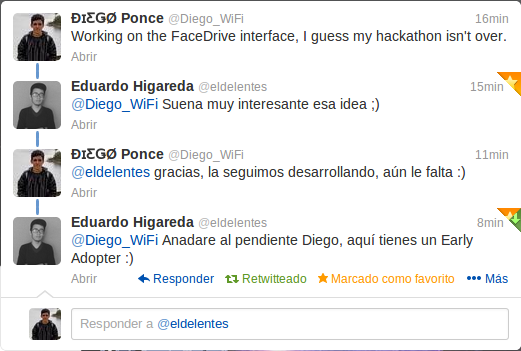 ÐɪƸGØ Ponce @Diego_WiFi 16min
Working on the FaceDrive interface, I guess my hackathon isn't over.
Abrir
Eduardo Higareda @eldelentes 15min
@Diego_WiFi Suena muy interesante esa idea ;)
Abrir
ÐɪƸGØ Ponce @Diego_WiFi 11min
@eldelentes gracias, la seguimos desarrollando, aún le falta :)
Abrir
Eduardo Higareda @eldelentes 8min
@Diego_WiFi Anadare al pendiente Diego, aquí tienes un Early
Adopter :)
Abrir Responder Retwitteado Marcado como favorito Más
Responder a @eldelentes